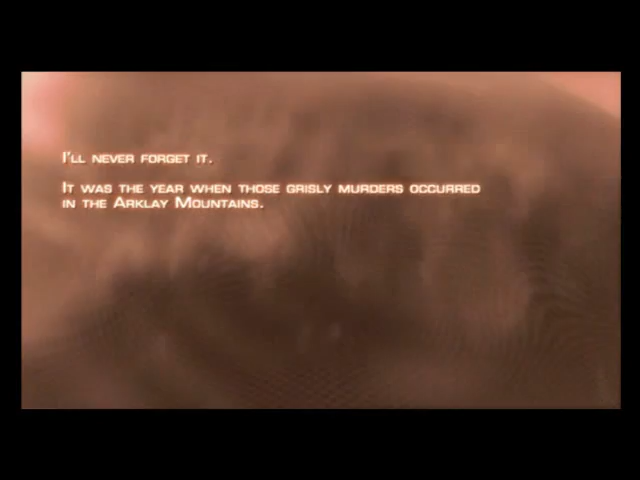 I'll never forget it.
It was the year when those grisly murders occurred
in the Arklay Mountains.